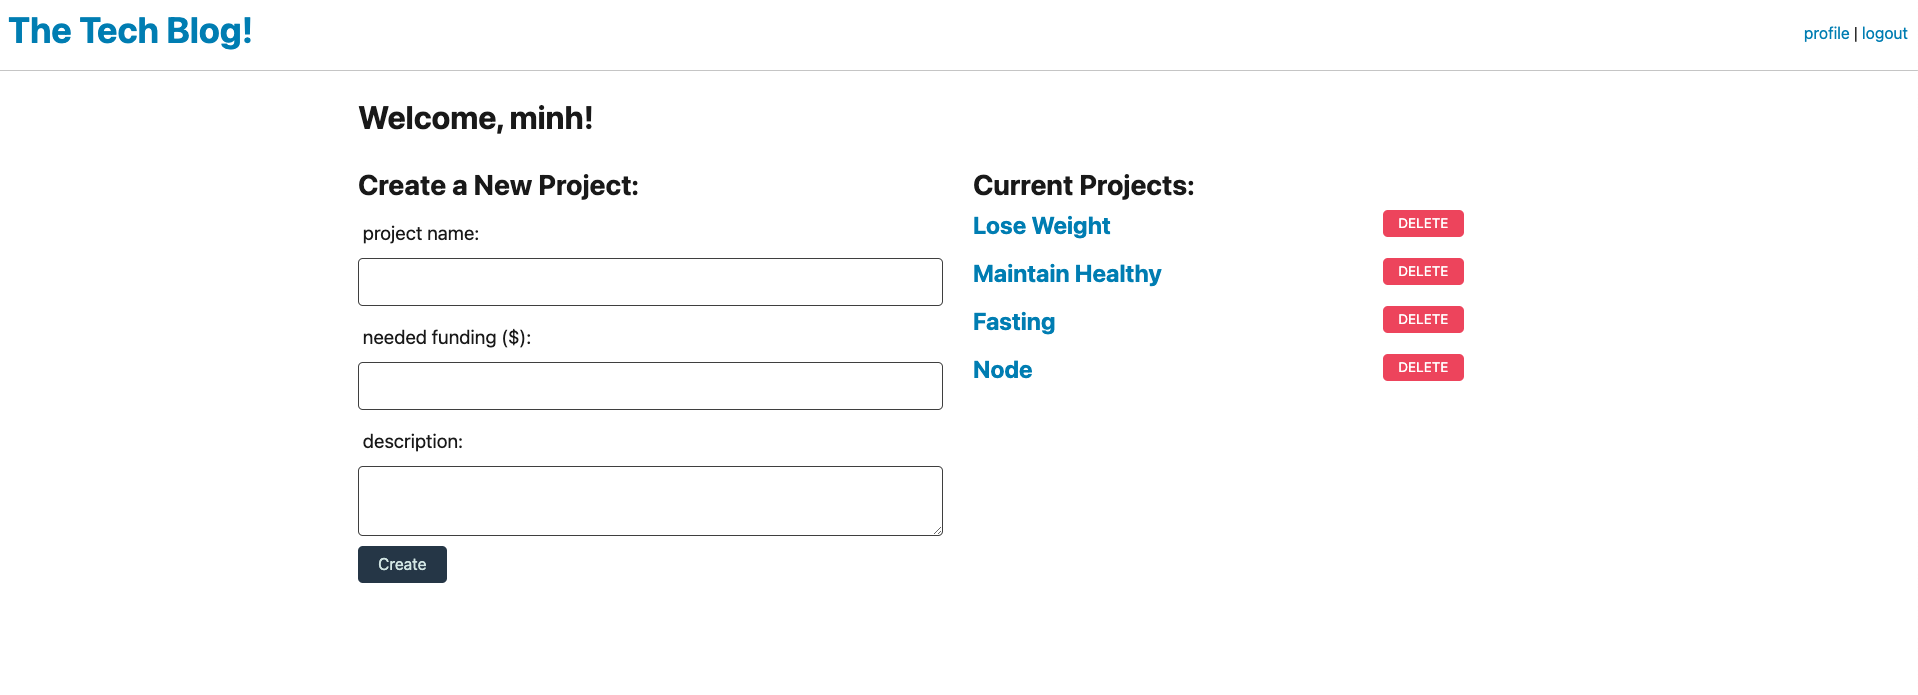 The Tech Blog!
profile | logout
Welcome, minh!
Create a New Project:
project name:
needed funding ($):
description:
Create
Current Projects:
Lose Weight DELETE
Maintain Healthy DELETE
Fasting DELETE
Node DELETE